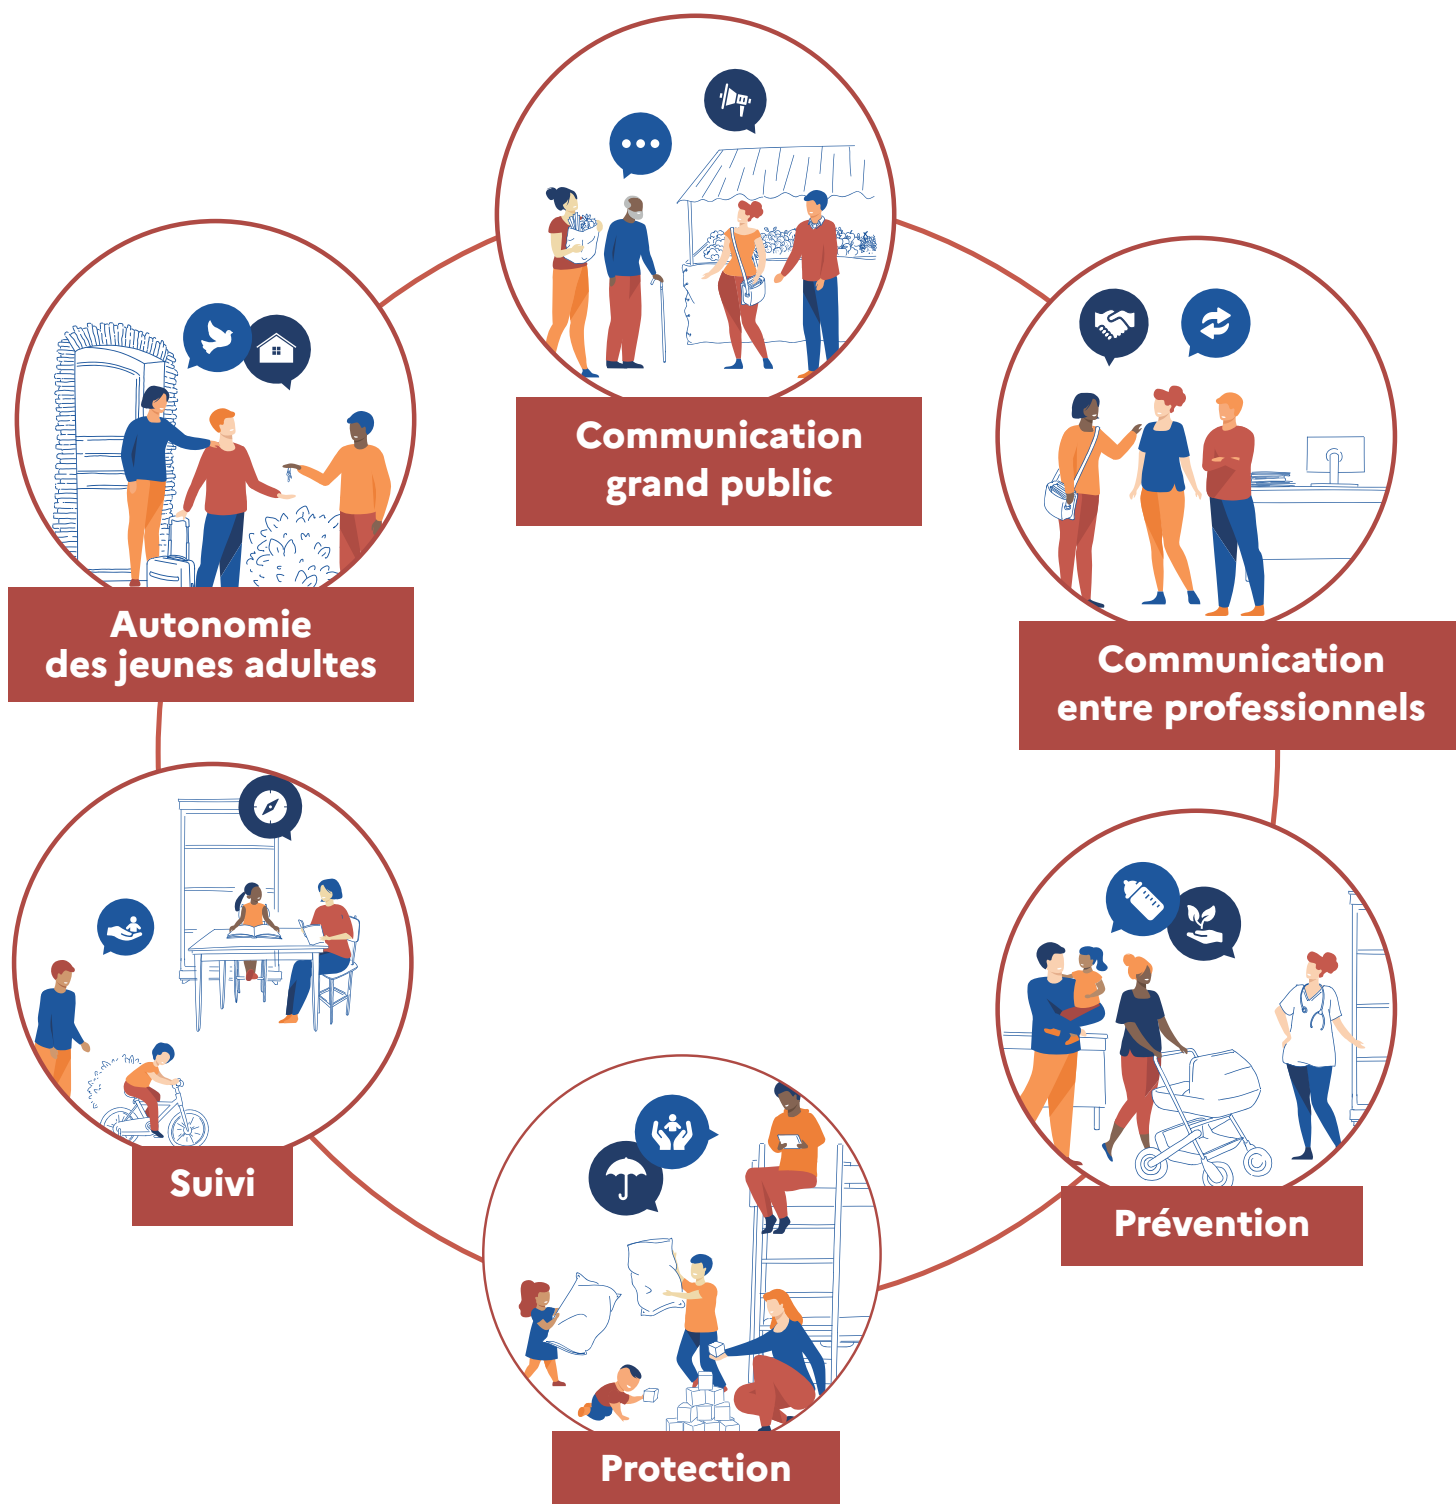 Communication
grand public
Communication
entre professionnels
Prévention
Protection
Suivi
Autonomie
des jeunes adultes